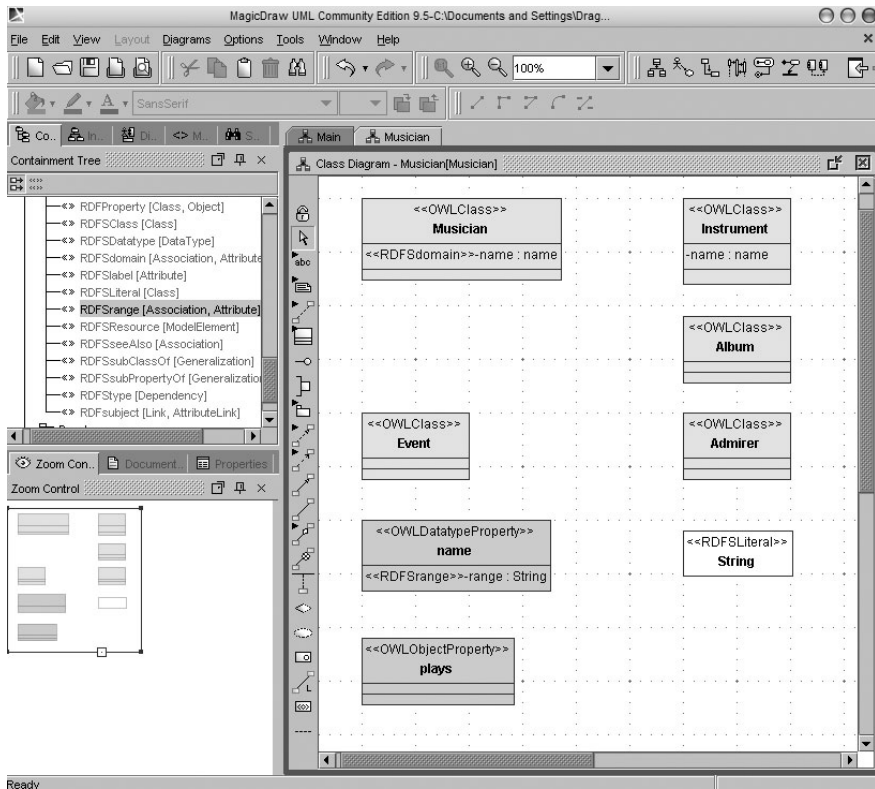 MagicDraw UML Community Edition 9.5-C:\Documents and Settings\Drag...
File Edit View Layout Diagrams Options Tools Window Help
100%
SansSerif
Co.. In.. Di.. <> M.. S..
Containment Tree
«» RDFProperty [Class, Object]
«» RDFSClass [Class]
«» RDFSDatatype [DataType]
«» RDFSdomain [Association, Attribute
«» RDFSlabel [Attribute]
«» RDFSLiteral [Class]
«» RDFSrange [Association, Attribute]
«» RDFSResource [ModelElement]
«» RDFSseeAlso [Association]
«» RDFSsubClassOf [Generalization]
«» RDFSsubPropertyOf [Generalization
«» RDFStype [Dependency]
«» RDFsubject [Link, AttributeLink]
Zoom Con.. Document.. Properties
Zoom Control
Main Musician
Class Diagram - Musician[Musician]
abc
L
<<OWLClass>>
Musician
<<RDFSdomain>>-name : name
<<OWLClass>>
Instrument
-name : name
<<OWLClass>>
Album
<<OWLClass>>
Event
<<OWLClass>>
Admirer
<<OWLDatatypeProperty>>
name
<<RDFSrange>>-range : String
<<RDFSLiteral>>
String
<<OWLObjectProperty>>
plays
Ready